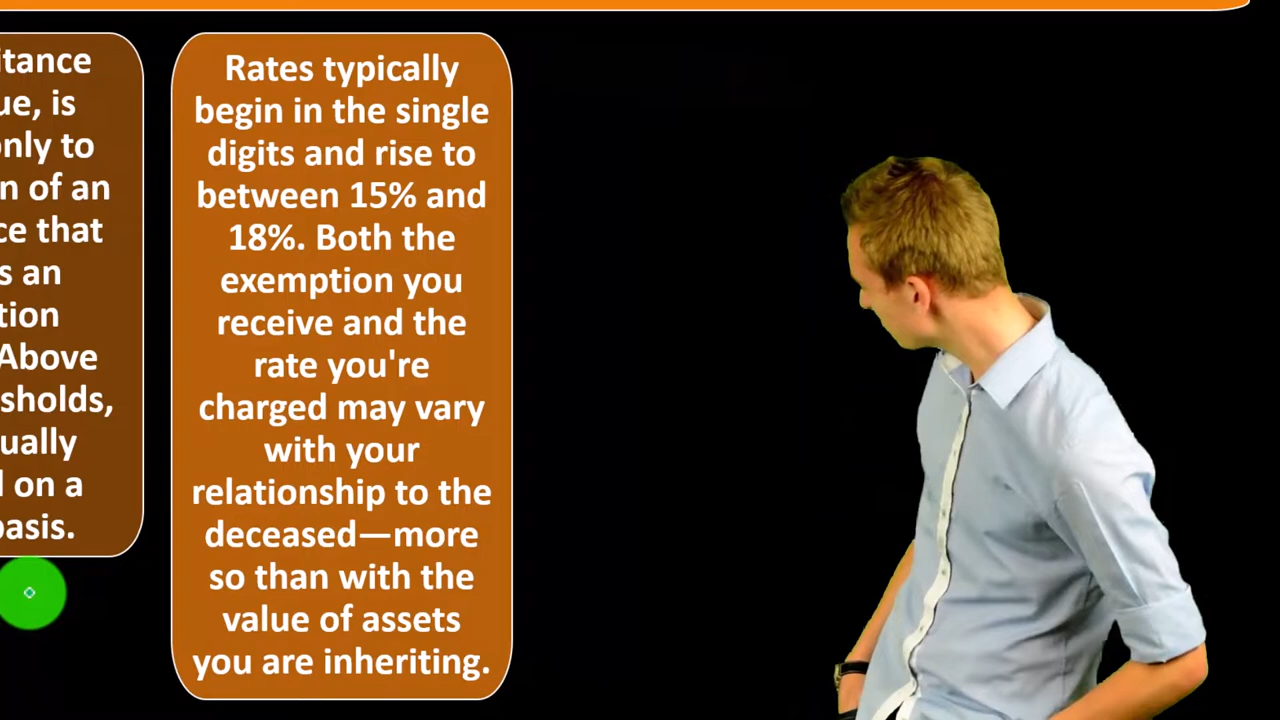 itance
ue, is
only to
n of an
ce that
s an
tion
Above
sholds,
ually
l on a
basis.
Rates typically
begin in the single
digits and rise to
between 15% and
18%. Both the
exemption you
receive and the
rate you're
charged may vary
with your
relationship to the
deceased—more
so than with the
value of assets
you are inheriting.